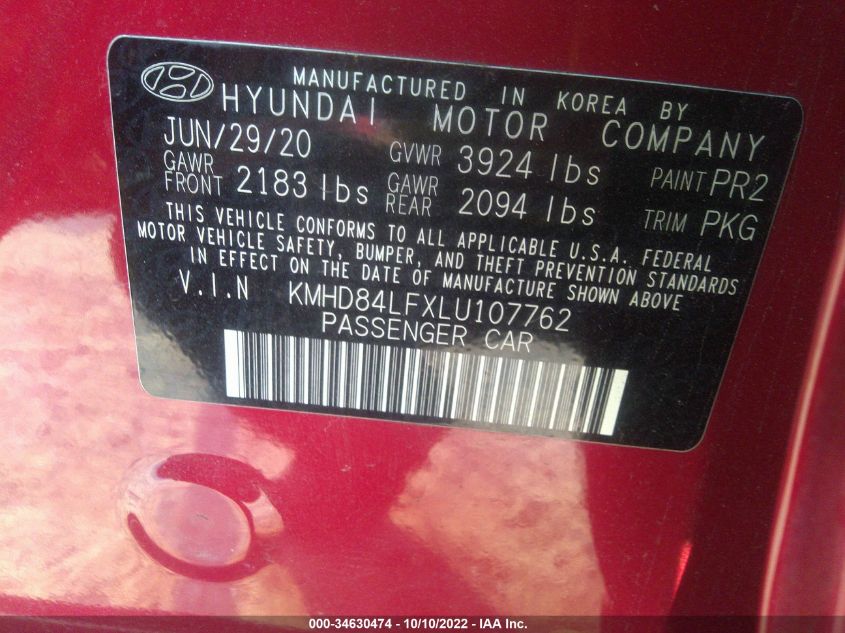 MANUFACTURED IN KOREA BY
HYUNDAI MOTOR COMPANY
JUN/29/20 GVWR 3924 lbs PAINT PR2
GAWR FRONT 2183 lbs GAWR REAR 2094 lbs TRIM PKG
THIS VEHICLE CONFORMS TO ALL APPLICABLE U.S.A. FEDERAL
MOTOR VEHICLE SAFETY, BUMPER, AND THEFT PREVENTION STANDARDS
IN EFFECT ON THE DATE OF MANUFACTURE SHOWN ABOVE
V.I.N KMHD84LFXLU107762
PASSENGER CAR
000-34630474 - 10/10/2022 - IAA Inc.